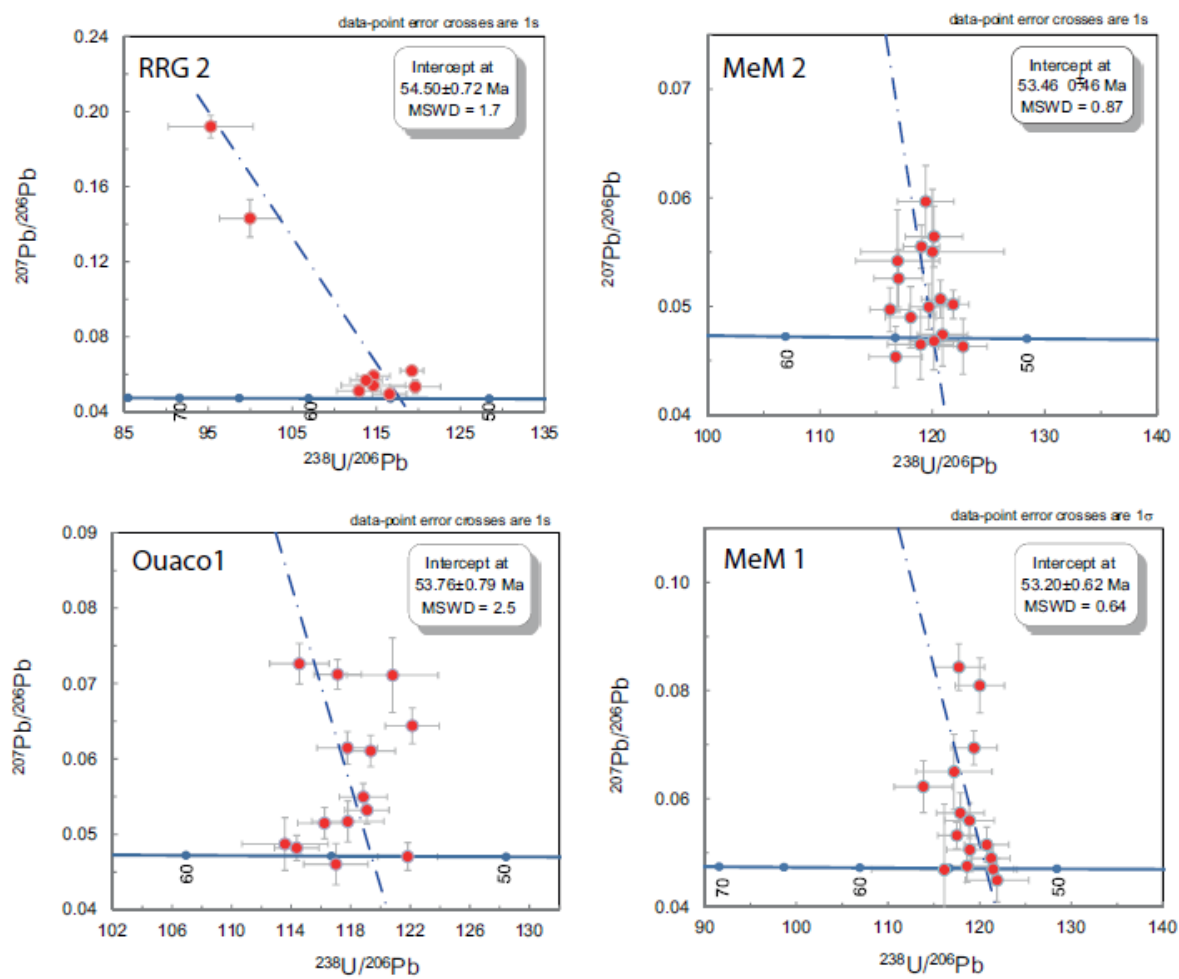 data-point error crosses are 1s
RRG 2
Intercept at
54.50±0.72 Ma
MSWD = 1.7
0.24
0.20
0.16
0.12
0.08
0.04
²⁰⁷Pb/²⁰⁶Pb
70
60
50
85 95 105 115 125 135
²³⁸U/²⁰⁶Pb
data-point error crosses are 1s
MeM 2
Intercept at
53.46 ± 0.46 Ma
MSWD = 0.87
0.07
0.06
0.05
0.04
²⁰⁷Pb/²⁰⁶Pb
60
50
100 110 120 130 140
²³⁸U/²⁰⁶Pb
data-point error crosses are 1s
Ouaco1
Intercept at
53.76±0.79 Ma
MSWD = 2.5
0.09
0.08
0.07
0.06
0.05
0.04
²⁰⁷Pb/²⁰⁶Pb
60
50
102 106 110 114 118 122 126 130
²³⁸U/²⁰⁶Pb
data-point error crosses are 1σ
MeM 1
Intercept at
53.20±0.62 Ma
MSWD = 0.64
0.10
0.08
0.06
0.04
²⁰⁷Pb/²⁰⁶Pb
70
60
50
90 100 110 120 130 140
²³⁸U/²⁰⁶Pb